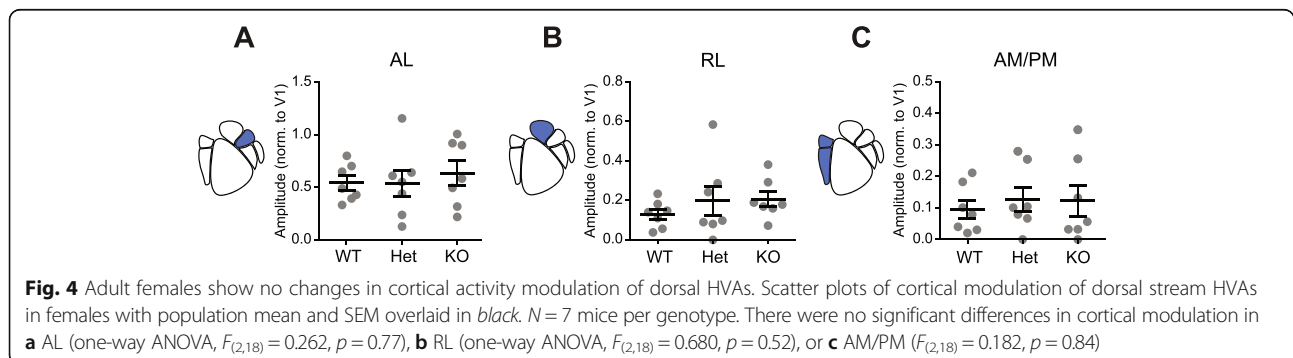 A
AL
Amplitude (norm. to V1)
1.5
1.0
0.5
0.0
WT Het KO
B
RL
Amplitude (norm. to V1)
0.8
0.6
0.4
0.2
0.0
WT Het KO
C
AM/PM
Amplitude (norm. to V1)
0.5
0.4
0.3
0.2
0.1
0.0
WT Het KO
Fig. 4 Adult females show no changes in cortical activity modulation of dorsal HVAs. Scatter plots of cortical modulation of dorsal stream HVAs
in females with population mean and SEM overlaid in black. N = 7 mice per genotype. There were no significant differences in cortical modulation in
a AL (one-way ANOVA, F(2,18) = 0.262, p = 0.77), b RL (one-way ANOVA, F(2,18) = 0.680, p = 0.52), or c AM/PM (F(2,18) = 0.182, p = 0.84)